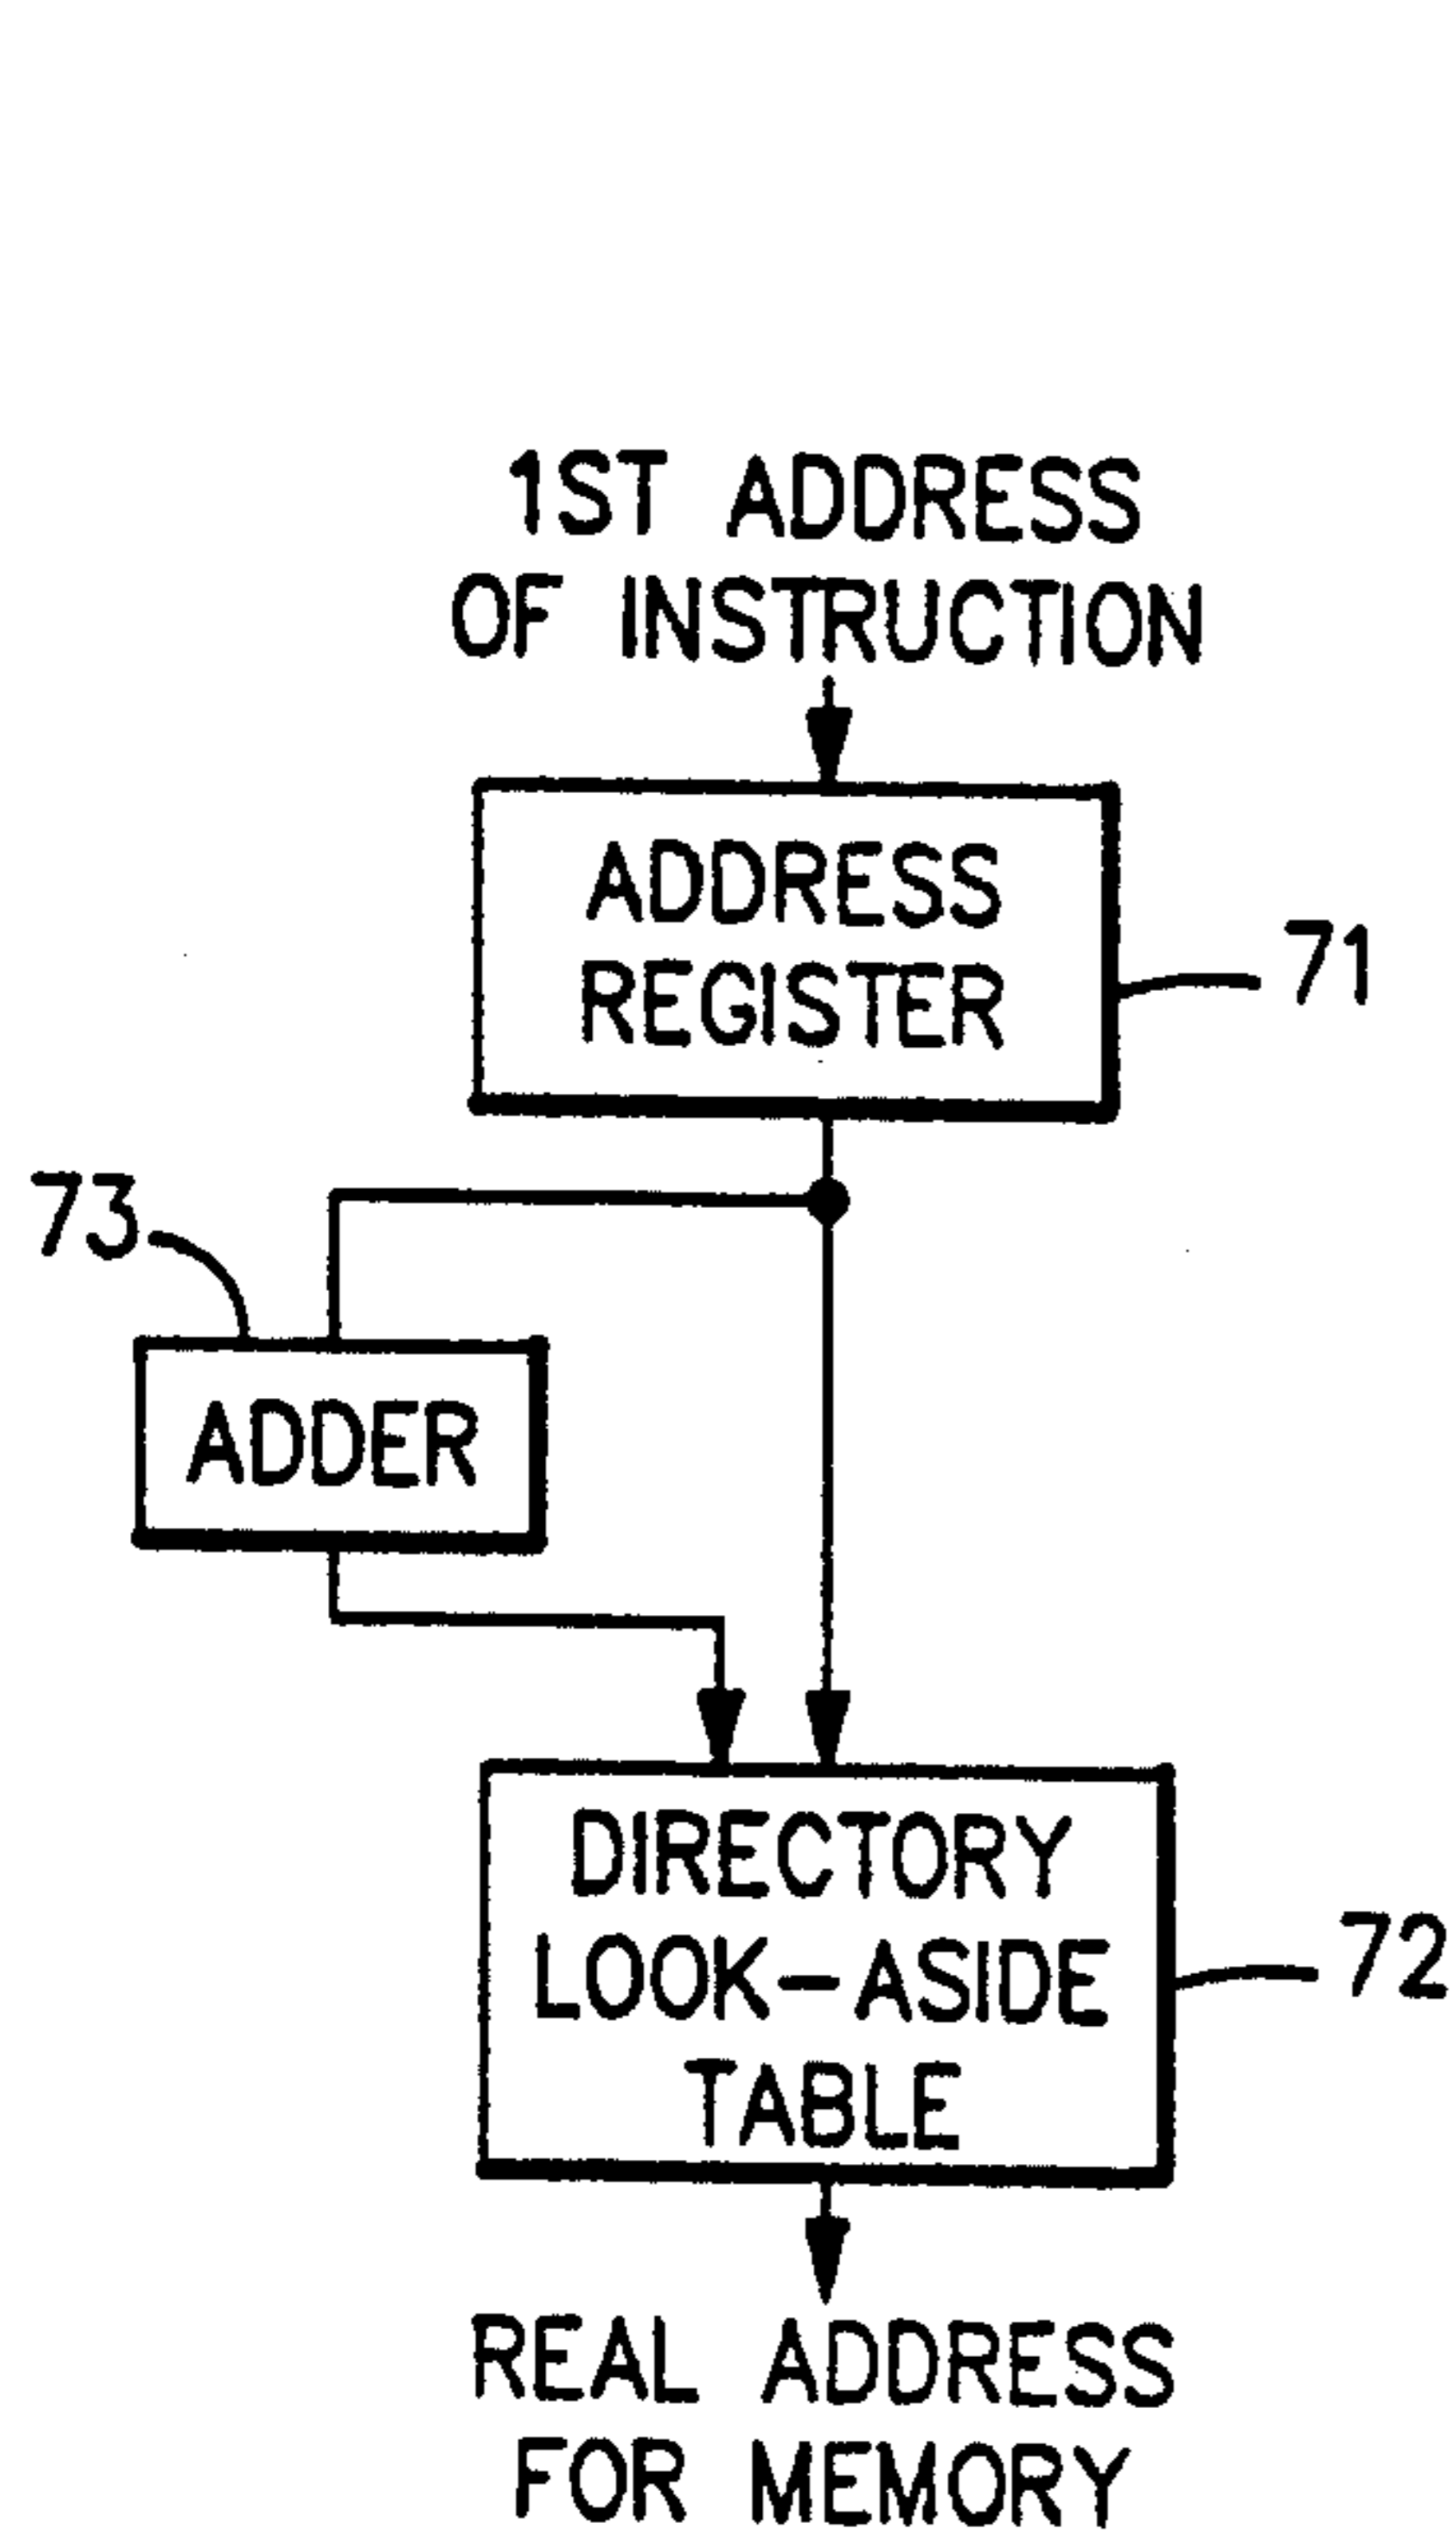 1ST ADDRESS
OF INSTRUCTION
ADDRESS
REGISTER
71
73
ADDER
DIRECTORY
LOOK-ASIDE
TABLE
72
REAL ADDRESS
FOR MEMORY